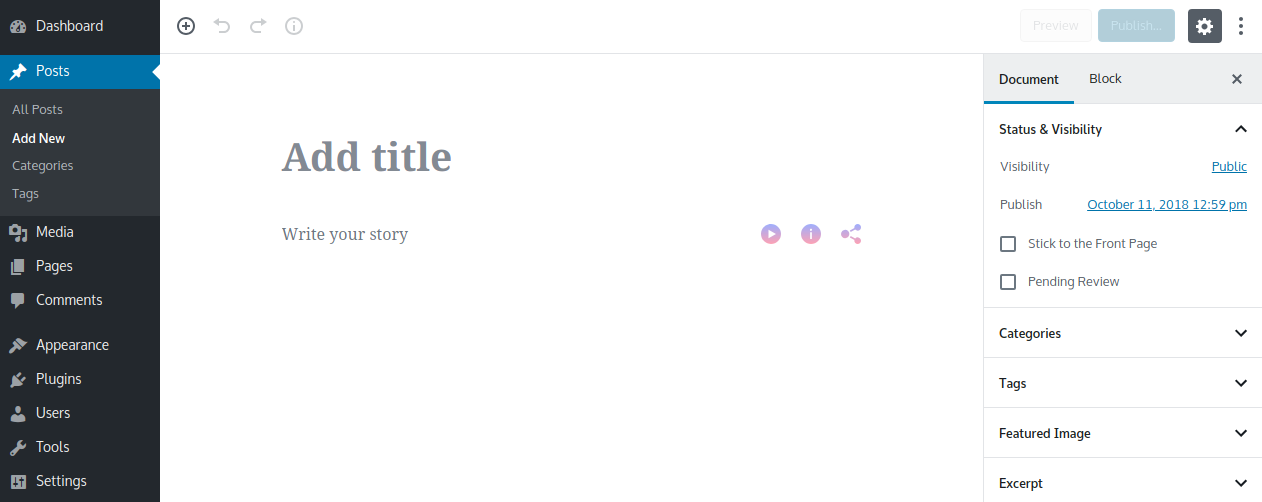 Dashboard
Posts
All Posts
Add New
Categories
Tags
Media
Pages
Comments
Appearance
Plugins
Users
Tools
Settings
Preview
Publish...
Add title
Write your story
Document
Block
Status & Visibility
Visibility Public
Publish October 11, 2018 12:59 pm
Stick to the Front Page
Pending Review
Categories
Tags
Featured Image
Excerpt